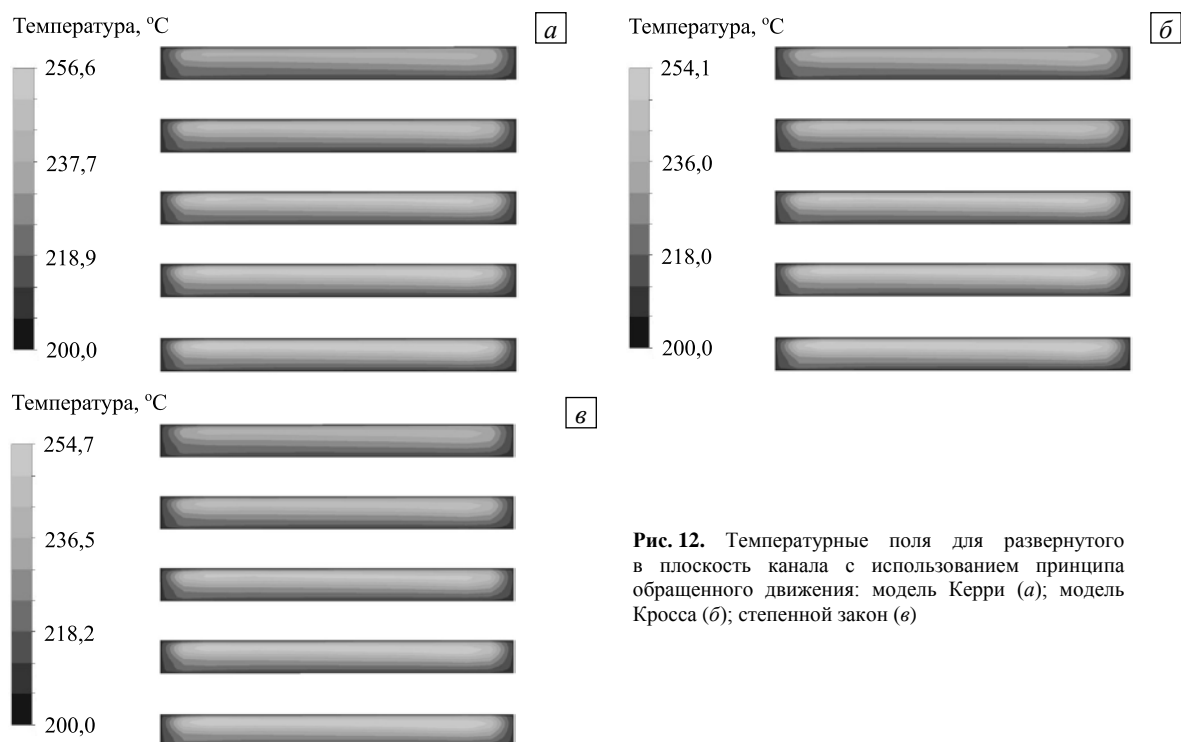 Температура, °C
а
256,6
237,7
218,9
200,0
Температура, °C
б
254,1
236,0
218,0
200,0
Температура, °C
в
254,7
236,5
218,2
200,0
Рис. 12. Температурные поля для развернутого
в плоскость канала с использованием принципа
обращенного движения: модель Керри (а); модель
Кросса (б); степенной закон (в)